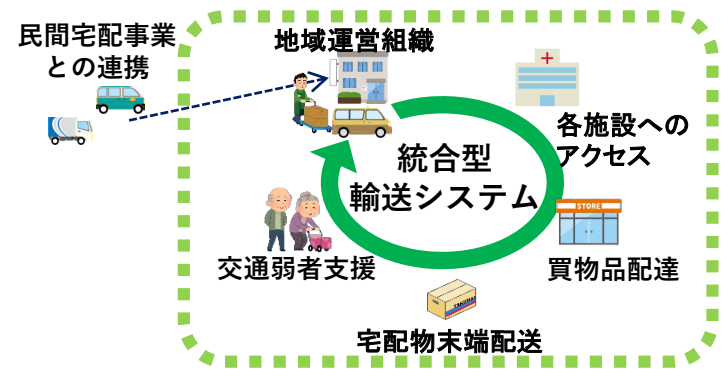 民間宅配事業
との連携
地域運営組織
各施設への
アクセス
統合型
輸送システム
STORE
交通弱者支援
買物品配達
宅配物末端配送